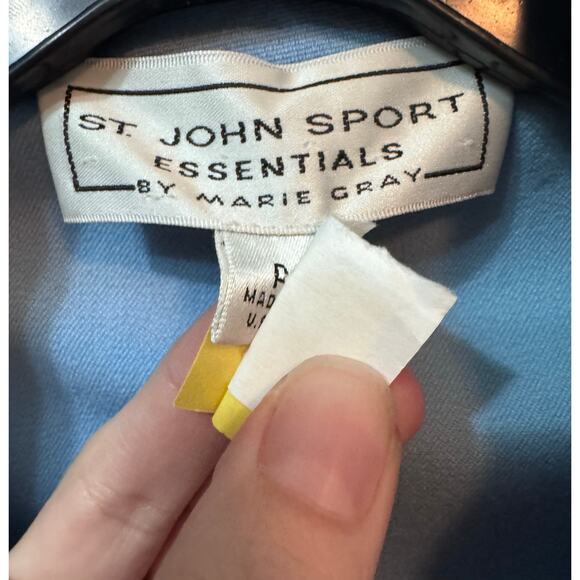 ST. JOHN SPORT
ESSENTIALS
BY MARIE GRAY
P